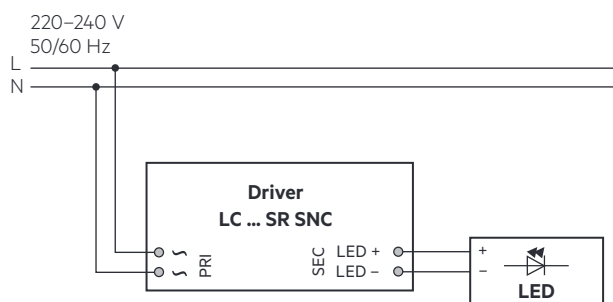 220–240 V
50/60 Hz
L
N
Driver
LC ... SR SNC
~ PRI SEC LED + +
~ LED – –
LED